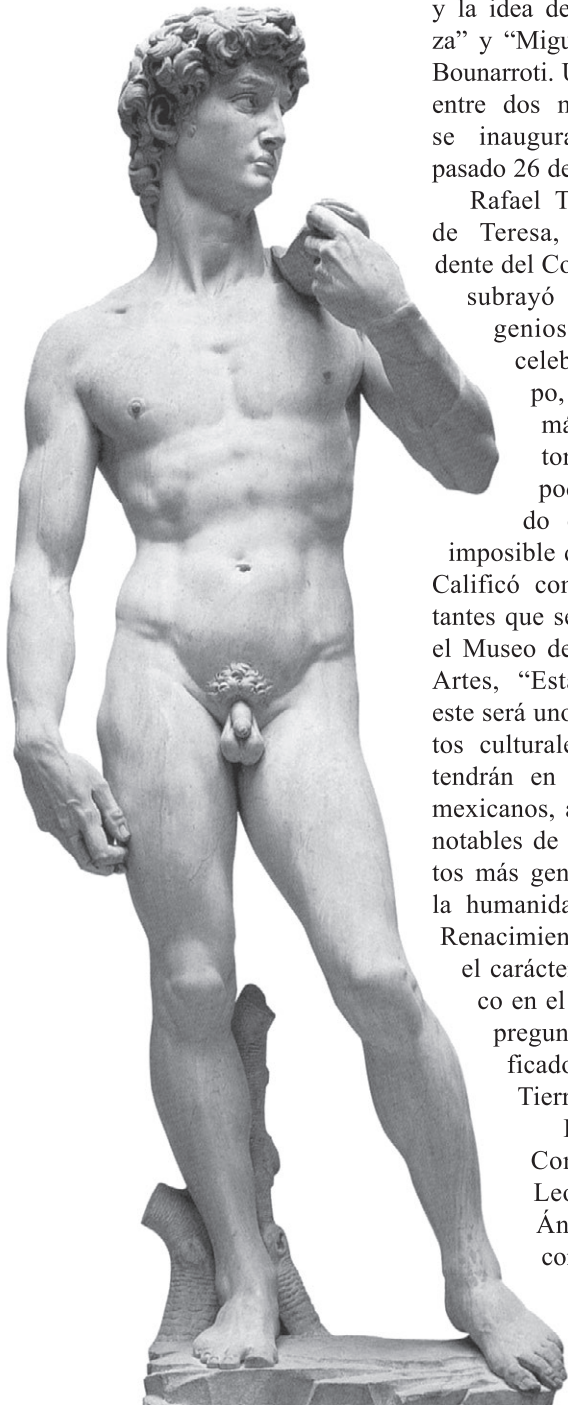 y la idea de
za” y “Migu
Bounarroti. U
entre dos m
se inaugura
pasado 26 de
Rafael T
de Teresa,
dente del Co
subrayó
genios
celeb
po,
má
tor
po
do
imposible d
Calificó con
tantes que se
el Museo de
Artes, “Esta
este será uno
tos culturale
tendrán en
mexicanos, a
notables de
tos más gen
la humanida
Renacimien
el carácte
co en el
pregun
ficado
Tierr
Con
Leo
Án
con